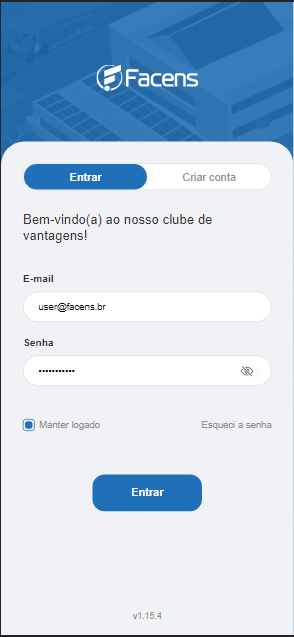 Facens
Entrar
Criar conta
Bem-vindo(a) ao nosso clube de
vantagens!
E-mail
user@facens.br
Senha
•••••••••••
Manter logado
Esqueci a senha
Entrar
v1.15.4